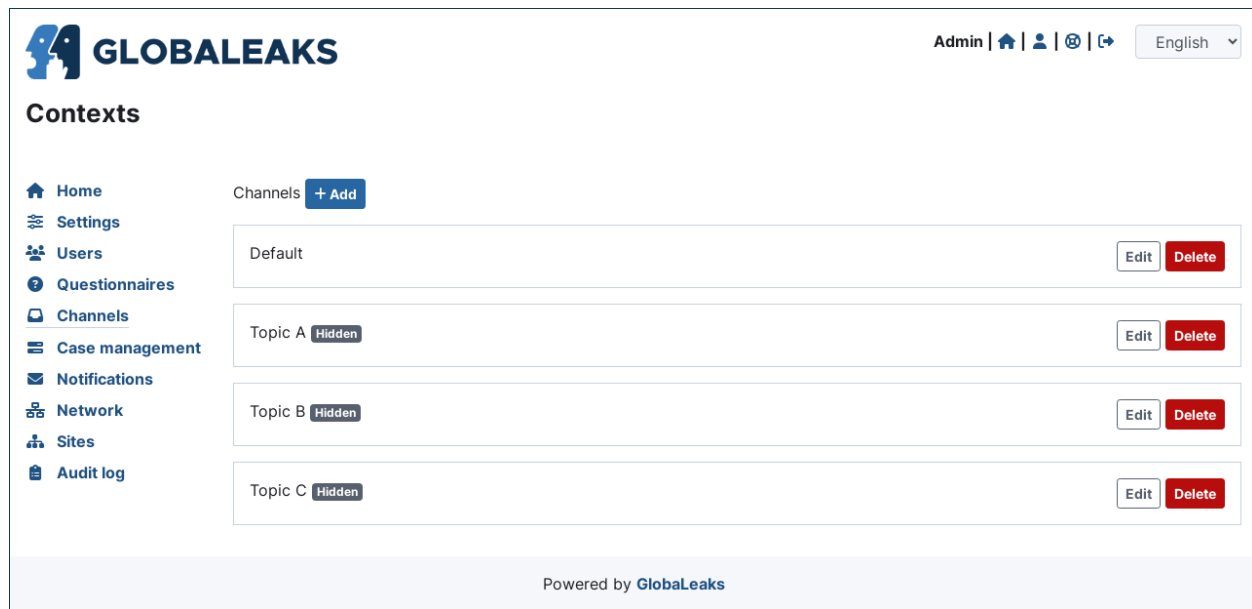 GLOBALEAKS
Admin | | | | English
Contexts
Home
Settings
Users
Questionnaires
Channels
Case management
Notifications
Network
Sites
Audit log
Channels + Add
Default Edit Delete
Topic A Hidden Edit Delete
Topic B Hidden Edit Delete
Topic C Hidden Edit Delete
Powered by GlobaLeaks